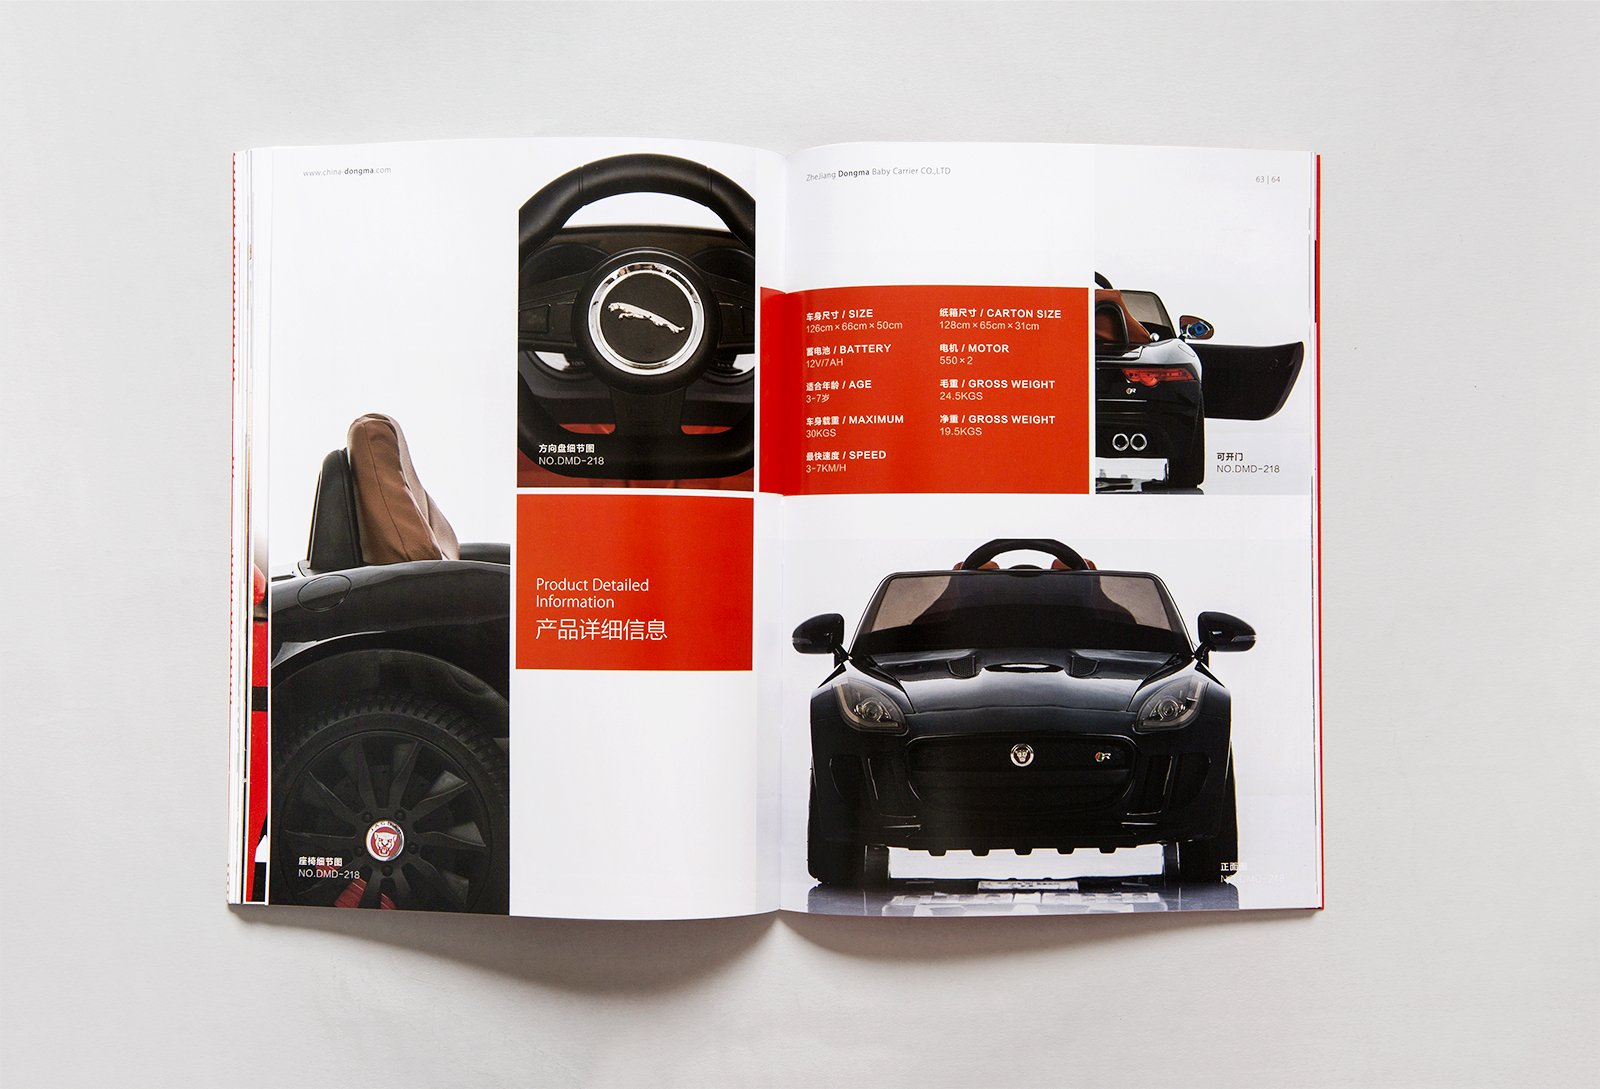 www.china-dongma.com
方向盘细节图
NO.DMD-218
Product Detailed
Information
产品详细信息
座椅细节图
NO.DMD-218
ZheJiang Dongma Baby Carrier CO.,LTD
63 | 64
车身尺寸 / SIZE
126cm×66cm×50cm
蓄电池 / BATTERY
12V/7AH
适合年龄 / AGE
3-7岁
车身载重 / MAXIMUM
30KGS
最快速度 / SPEED
3-7KM/H
纸箱尺寸 / CARTON SIZE
128cm×65cm×31cm
电机 / MOTOR
550×2
毛重 / GROSS WEIGHT
24.5KGS
净重 / GROSS WEIGHT
19.5KGS
可开门
NO.DMD-218
R
R
正面